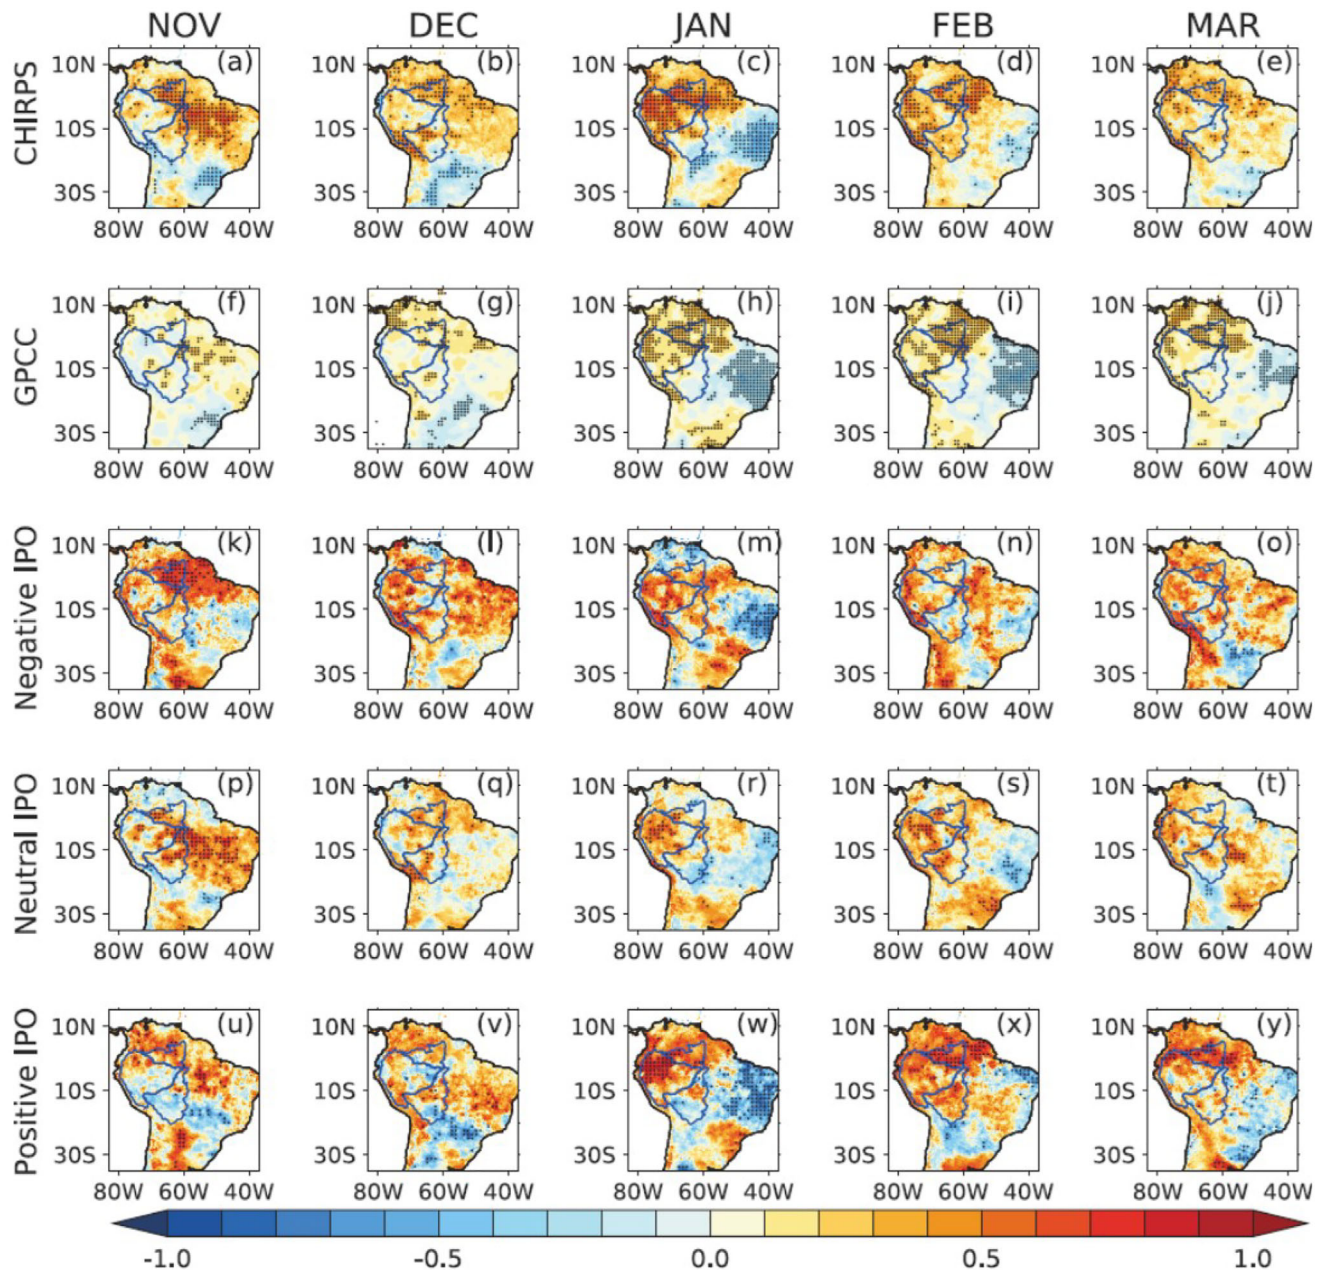 NOV DEC JAN FEB MAR
CHIRPS
10N (a) 10N (b) 10N (c) 10N (d) 10N (e)
10S 10S 10S 10S 10S
30S 30S 30S 30S 30S
80W 60W 40W 80W 60W 40W 80W 60W 40W 80W 60W 40W 80W 60W 40W
GPCC
10N (f) 10N (g) 10N (h) 10N (i) 10N (j)
10S 10S 10S 10S 10S
30S 30S 30S 30S 30S
80W 60W 40W 80W 60W 40W 80W 60W 40W 80W 60W 40W 80W 60W 40W
Negative IPO
10N (k) 10N (l) 10N (m) 10N (n) 10N (o)
10S 10S 10S 10S 10S
30S 30S 30S 30S 30S
80W 60W 40W 80W 60W 40W 80W 60W 40W 80W 60W 40W 80W 60W 40W
Neutral IPO
10N (p) 10N (q) 10N (r) 10N (s) 10N (t)
10S 10S 10S 10S 10S
30S 30S 30S 30S 30S
80W 60W 40W 80W 60W 40W 80W 60W 40W 80W 60W 40W 80W 60W 40W
Positive IPO
10N (u) 10N (v) 10N (w) 10N (x) 10N (y)
10S 10S 10S 10S 10S
30S 30S 30S 30S 30S
80W 60W 40W 80W 60W 40W 80W 60W 40W 80W 60W 40W 80W 60W 40W
-1.0 -0.5 0.0 0.5 1.0